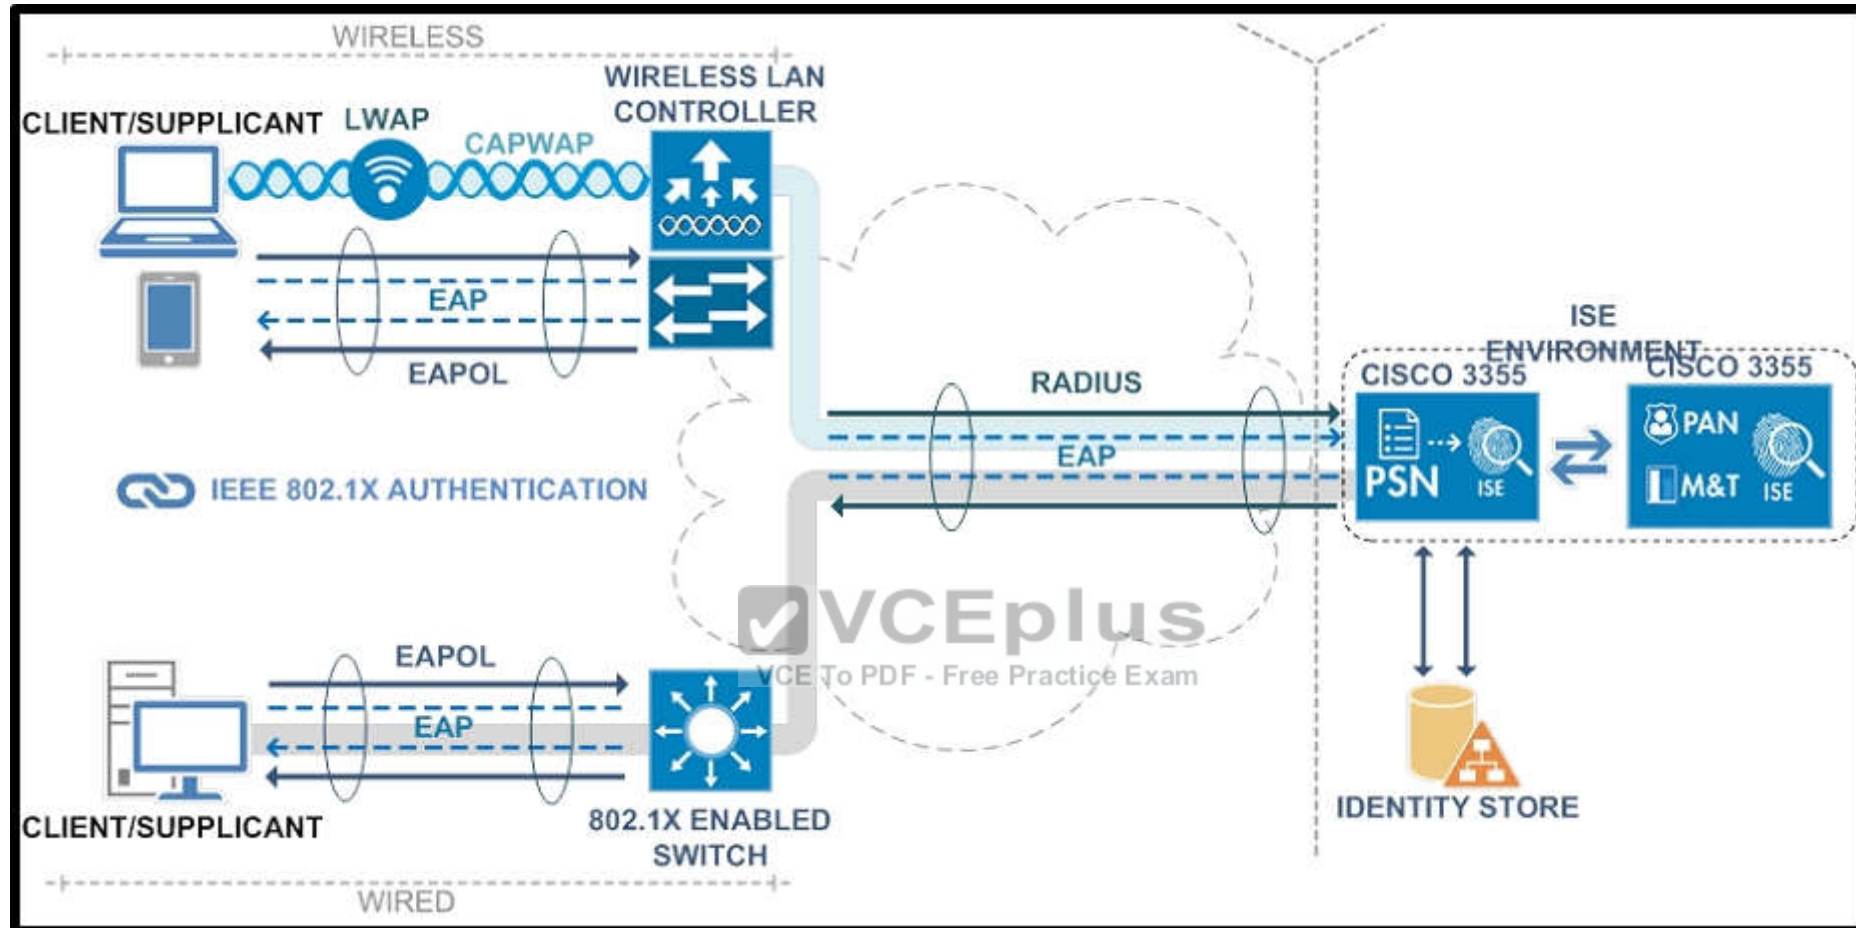 WIRELESS
WIRELESS LAN
CONTROLLER
CLIENT/SUPPLICANT
LWAP
CAPWAP
EAP
EAPOL
IEEE 802.1X AUTHENTICATION
RADIUS
EAP
ISE
ENVIRONMENT
CISCO 3355
CISCO 3355
PSN
ISE
PAN
M&T
ISE
VCEplus
VCE To PDF - Free Practice Exam
EAPOL
EAP
CLIENT/SUPPLICANT
802.1X ENABLED
SWITCH
IDENTITY STORE
WIRED